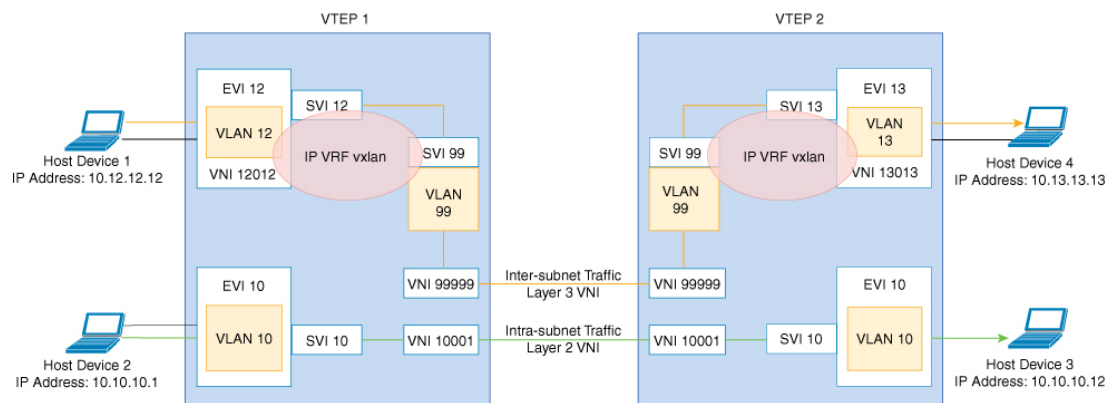 VTEP 1
VTEP 2
EVI 12
SVI 12
VLAN 12
IP VRF vxlan
SVI 99
VNI 12012
VLAN
99
Host Device 1
IP Address: 10.12.12.12
SVI 13
EVI 13
VLAN
13
SVI 99
IP VRF vxlan
VNI 13013
VLAN
99
Host Device 4
IP Address: 10.13.13.13
VNI 99999
Inter-subnet Traffic
Layer 3 VNI
VNI 99999
EVI 10
VLAN 10
SVI 10
VNI 10001
Intra-subnet Traffic
Layer 2 VNI
VNI 10001
SVI 10
EVI 10
VLAN 10
Host Device 2
IP Address: 10.10.10.1
Host Device 3
IP Address: 10.10.10.12